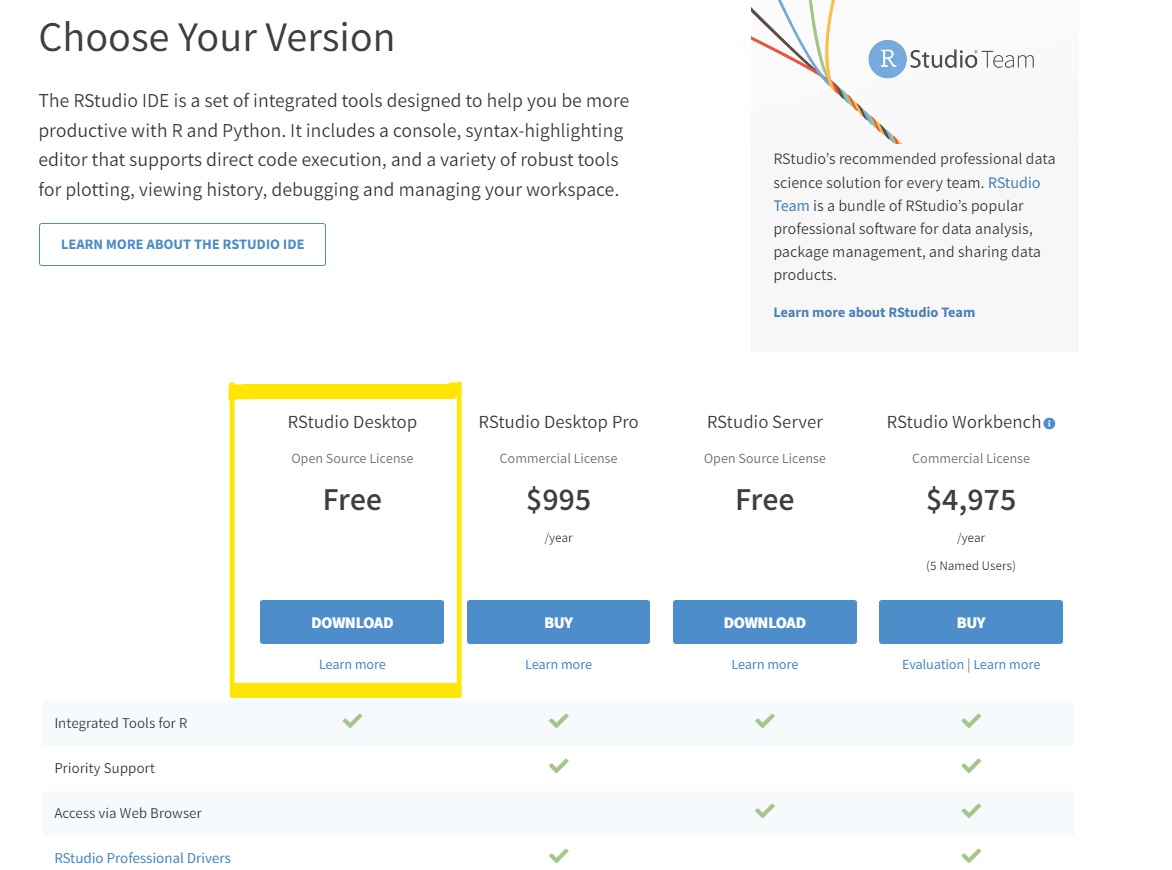 Choose Your Version
The RStudio IDE is a set of integrated tools designed to help you be more
productive with R and Python. It includes a console, syntax-highlighting
editor that supports direct code execution, and a variety of robust tools
for plotting, viewing history, debugging and managing your workspace.
LEARN MORE ABOUT THE RSTUDIO IDE
R Studio® Team
RStudio’s recommended professional data
science solution for every team. RStudio
Team is a bundle of RStudio’s popular
professional software for data analysis,
package management, and sharing data
products.
Learn more about RStudio Team
RStudio Desktop RStudio Desktop Pro RStudio Server RStudio Workbench i
Open Source License Commercial License Open Source License Commercial License
Free $995 Free $4,975
/year /year
(5 Named Users)
DOWNLOAD BUY DOWNLOAD BUY
Learn more Learn more Learn more Evaluation | Learn more
Integrated Tools for R
Priority Support
Access via Web Browser
RStudio Professional Drivers